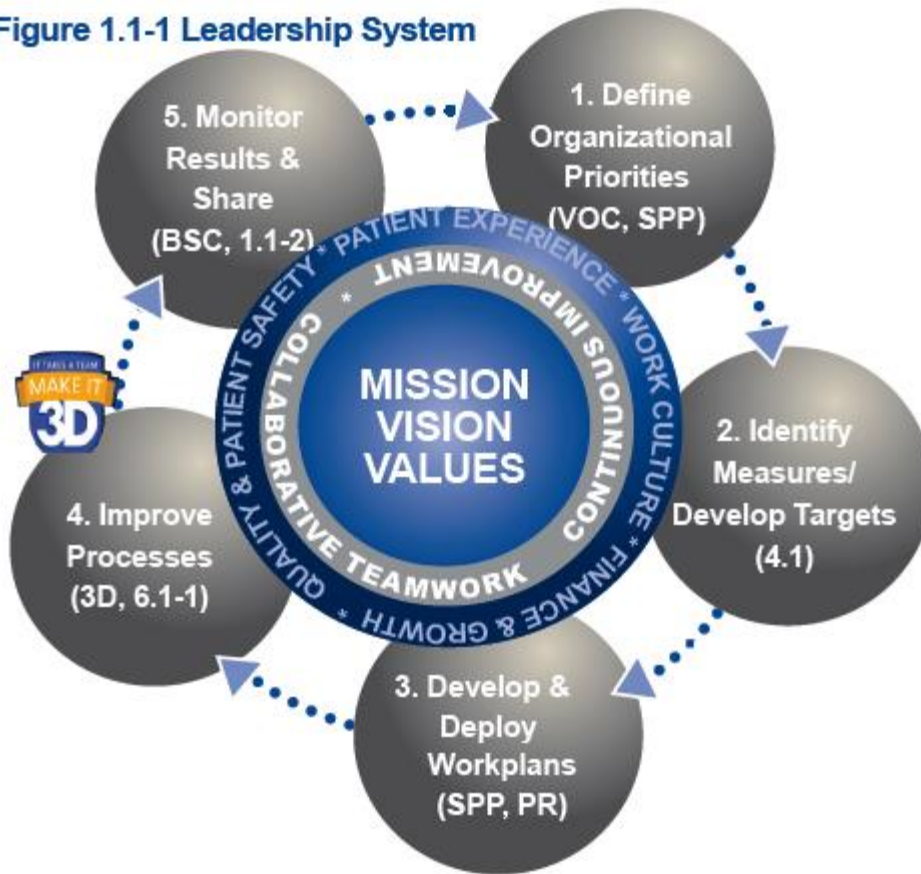 Figure 1.1-1 Leadership System
1. Define
Organizational
Priorities
(VOC, SPP)
2. Identify
Measures/
Develop Targets
(4.1)
3. Develop &
Deploy
Workplans
(SPP, PR)
4. Improve
Processes
(3D, 6.1-1)
IT TAKES A TEAM
MAKE IT
3D
5. Monitor
Results &
Share
(BSC, 1.1-2)
QUALITY & PATIENT SAFETY * PATIENT EXPERIENCE * WORK CULTURE * FINANCE & GROWTH *
COLLABORATIVE TEAMWORK CONTINUOUS IMPROVEMENT *
MISSION
VISION
VALUES